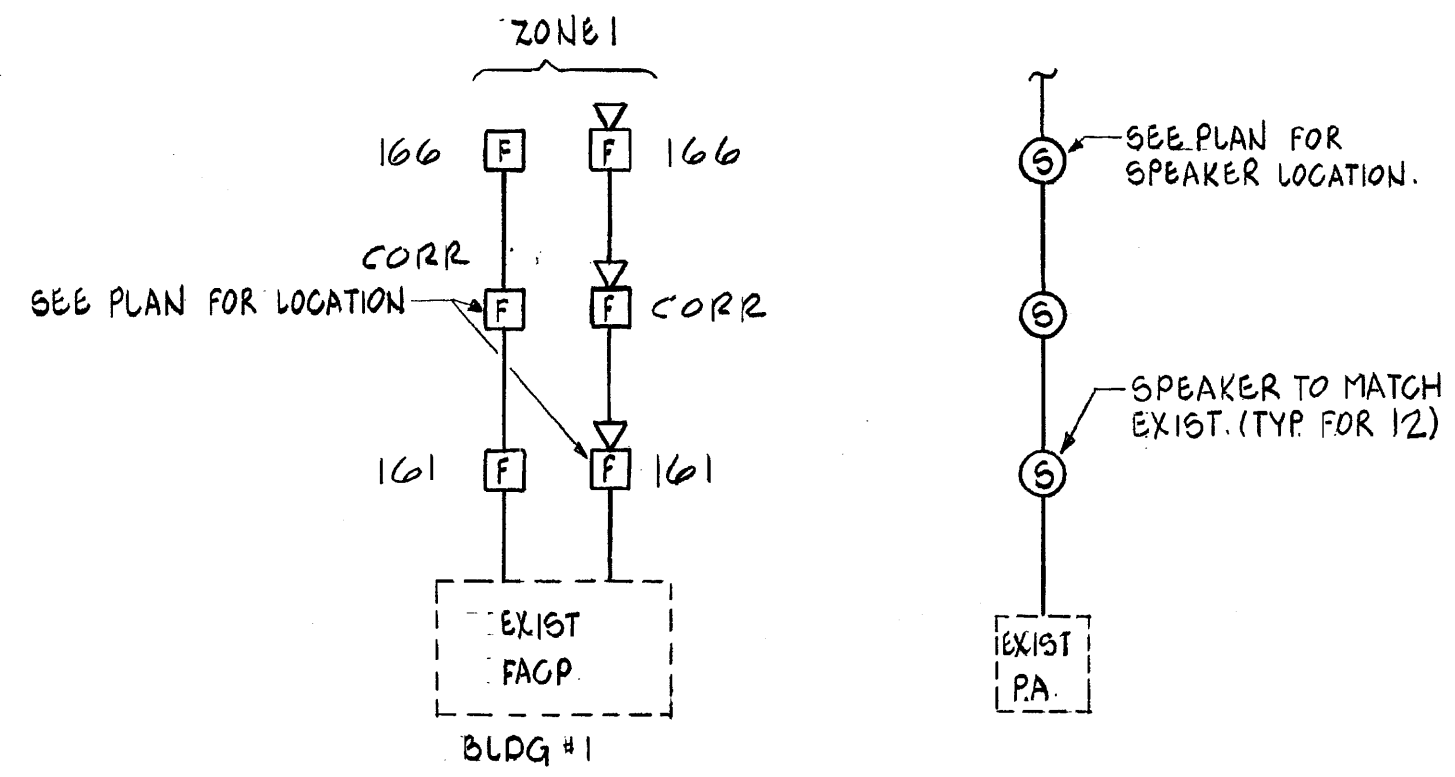 ZONE 1
166
F
F
166
CORR
SEE PLAN FOR LOCATION
F
F
CORR
161
F
F
161
EXIST
FACP.
BLDG #1
S
SEE PLAN FOR
SPEAKER LOCATION.
S
SPEAKER TO MATCH
EXIST. (TYP. FOR 12)
S
EXIST
P.A.